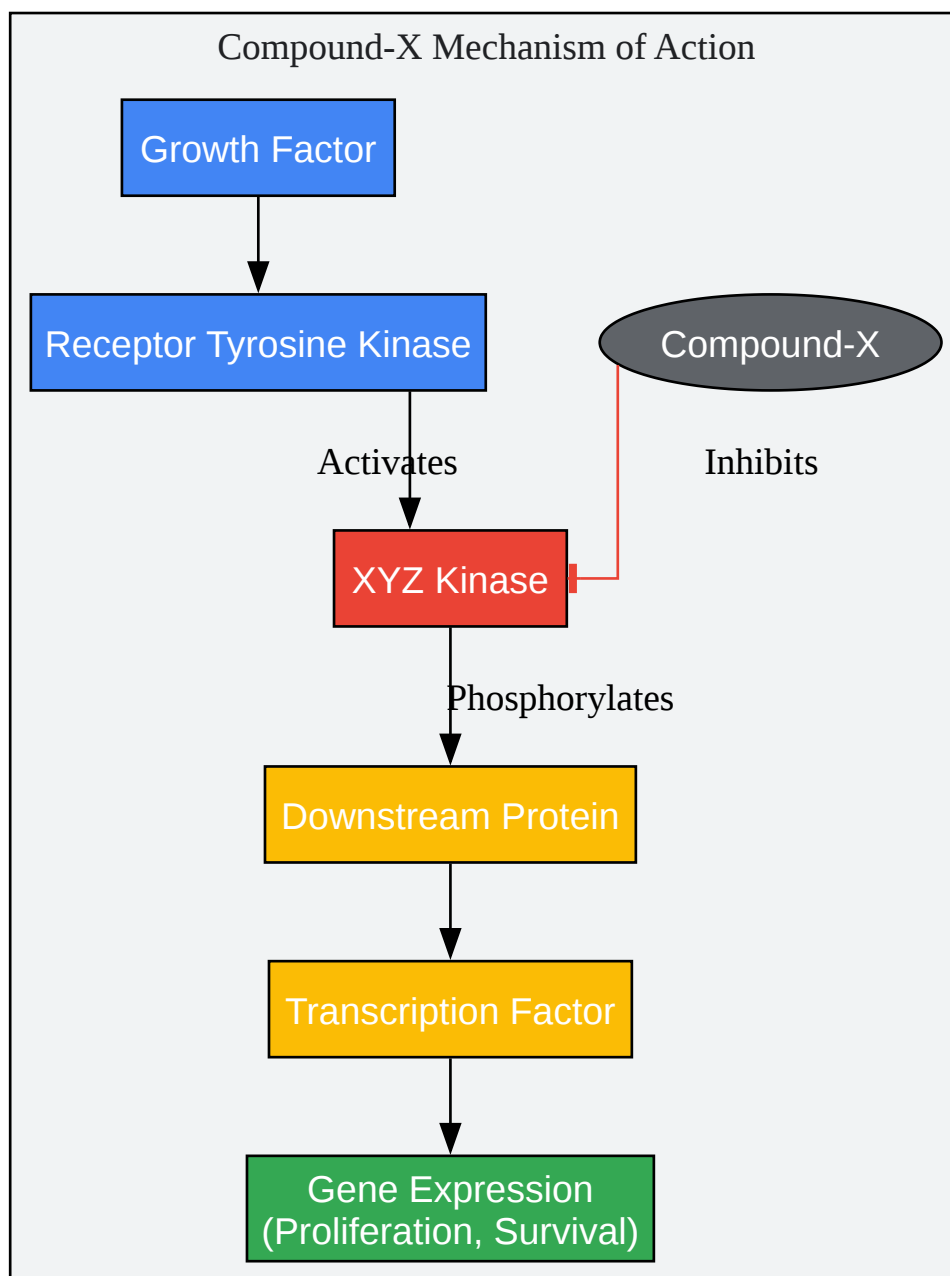 Compound-X Mechanism of Action
Growth Factor
Receptor Tyrosine Kinase
Compound-X
Activates
Inhibits
XYZ Kinase
Phosphorylates
Downstream Protein
Transcription Factor
Gene Expression
(Proliferation, Survival)